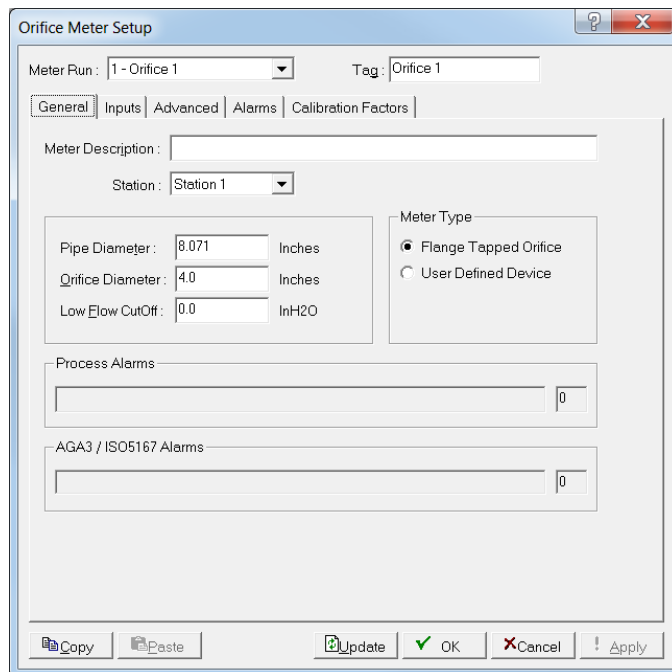 Orifice Meter Setup
Meter Run : 1 - Orifice 1 Tag : Orifice 1
General Inputs Advanced Alarms Calibration Factors
Meter Description :
Station : Station 1
Pipe Diameter : 8.071 Inches
Orifice Diameter : 4.0 Inches
Low Flow CutOff : 0.0 InH2O
Meter Type
Flange Tapped Orifice
User Defined Device
Process Alarms
0
AGA3 / ISO5167 Alarms
0
Copy Paste Update OK Cancel ! Apply